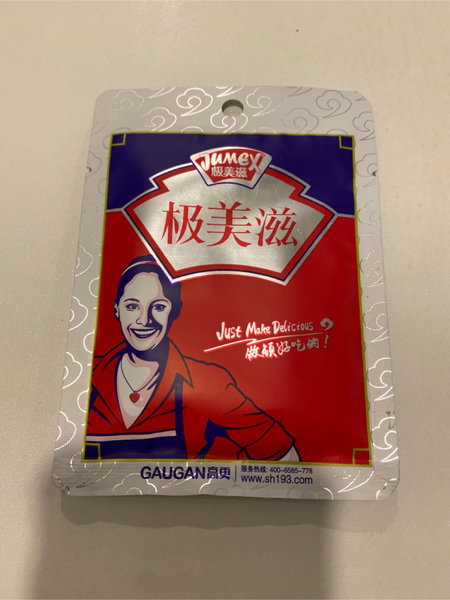 JUMEX
极美滋
极美滋
Just Make Delicious
做顿好吃的!
GAUGAN高更
服务热线: 400-6585-778
www.sh193.com